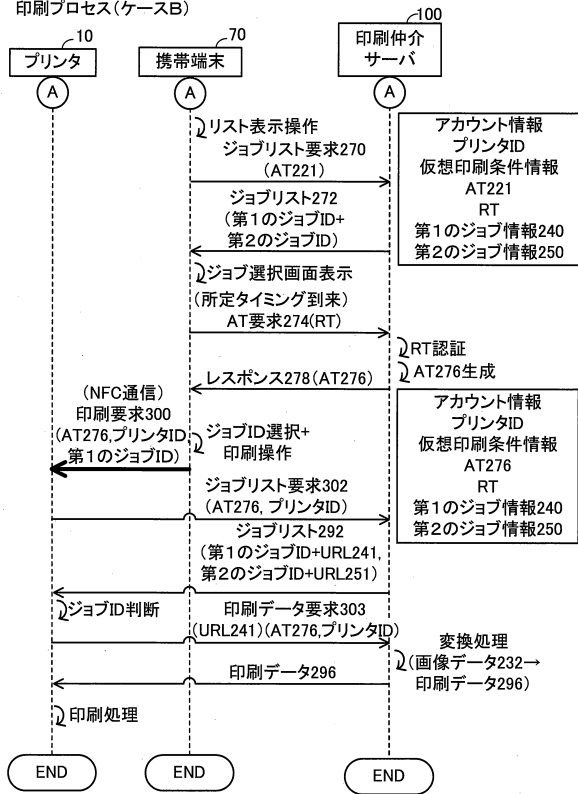 印刷プロセス(ケースB)
10
プリンタ
70
携帯端末
100
印刷仲介
サーバ
A
A
A
リスト表示操作
ジョブリスト要求270
(AT221)
アカウント情報
プリンタID
仮想印刷条件情報
AT221
RT
第1のジョブ情報240
第2のジョブ情報250
ジョブリスト272
(第1のジョブID+
第2のジョブID)
ジョブ選択画面表示
(所定タイミング到来)
AT要求274(RT)
RT認証
AT276生成
レスポンス278(AT276)
(NFC通信)
印刷要求300
(AT276,プリンタID
第1のジョブID)
ジョブID選択+
印刷操作
アカウント情報
プリンタID
仮想印刷条件情報
AT276
RT
第1のジョブ情報240
第2のジョブ情報250
ジョブリスト要求302
(AT276, プリンタID)
ジョブリスト292
(第1のジョブID+URL241,
第2のジョブID+URL251)
ジョブID判断
印刷データ要求303
(URL241)(AT276,プリンタID)
変換処理
(画像データ232→
印刷データ296)
印刷データ296
印刷処理
END
END
END